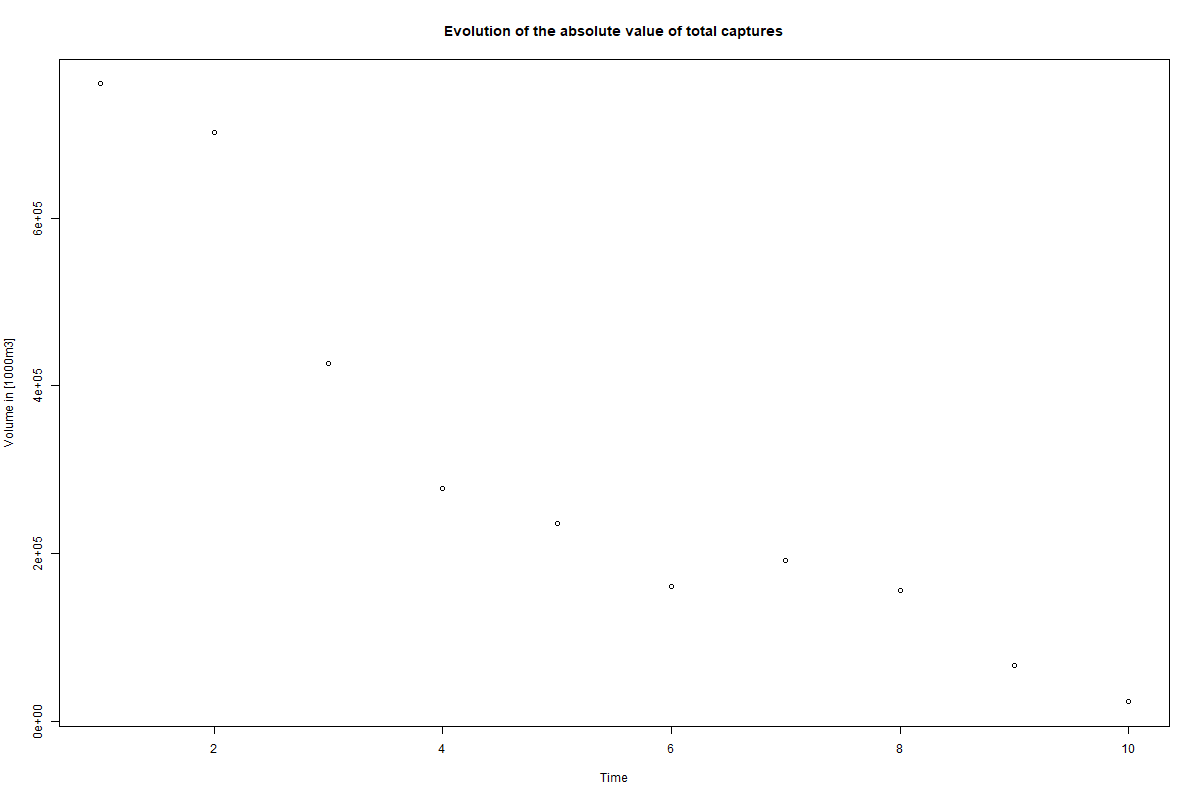 Evolution of the absolute value of total captures
Volume in [1000m3]
6e+05
4e+05
2e+05
0e+00
2 4 6 8 10
Time